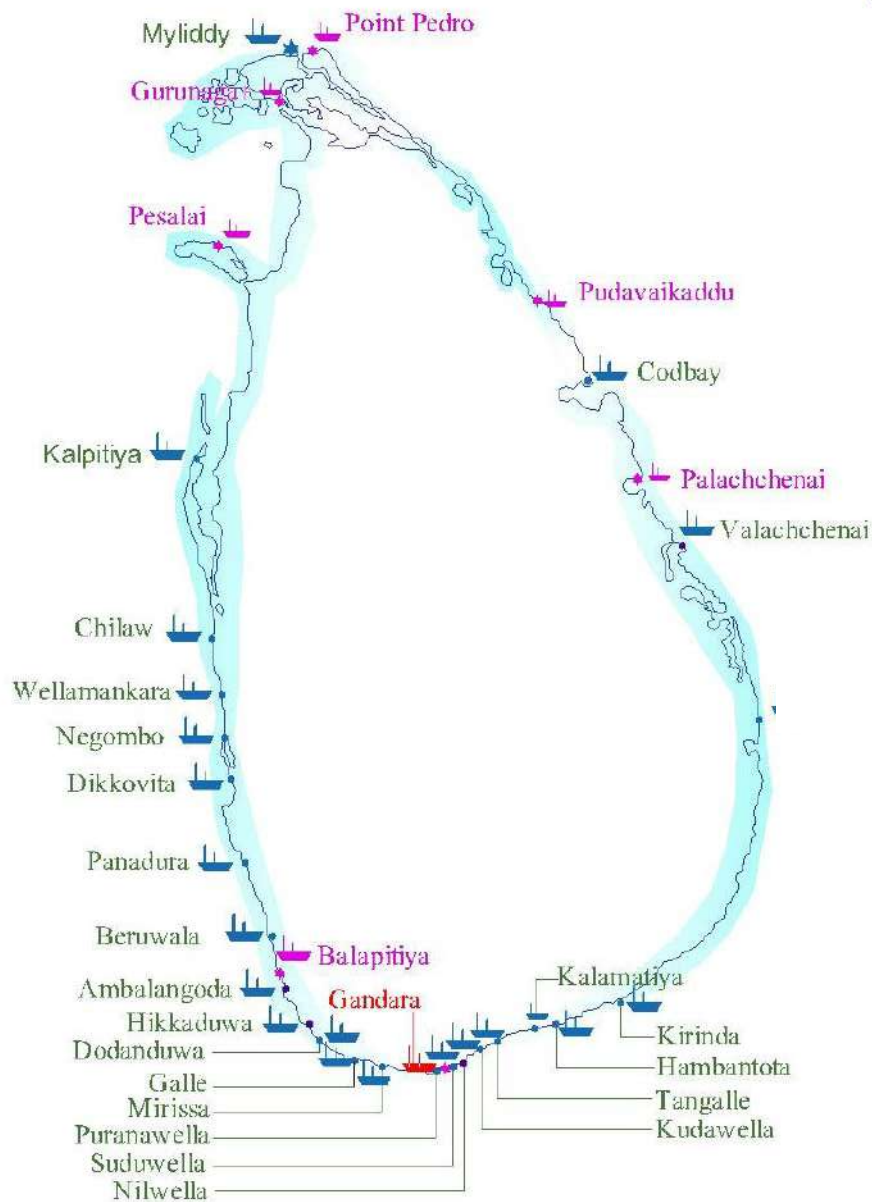 Point Pedro
Myliddy
Gurunaga
Pesalai
Pudavaikaddu
Codbay
Kalpitiya
Palachchenai
Valachchenai
Chilaw
Wellamankara
Negombo
Dikkovita
Panadura
Beruwala
Balapitiya
Kalamatiya
Ambalangoda
Gandara
Hikkaduwa
Kirinda
Dodanduwa
Hambantota
Galle
Tangalle
Mirissa
Kudawella
Puranawella
Suduwella
Nilwella